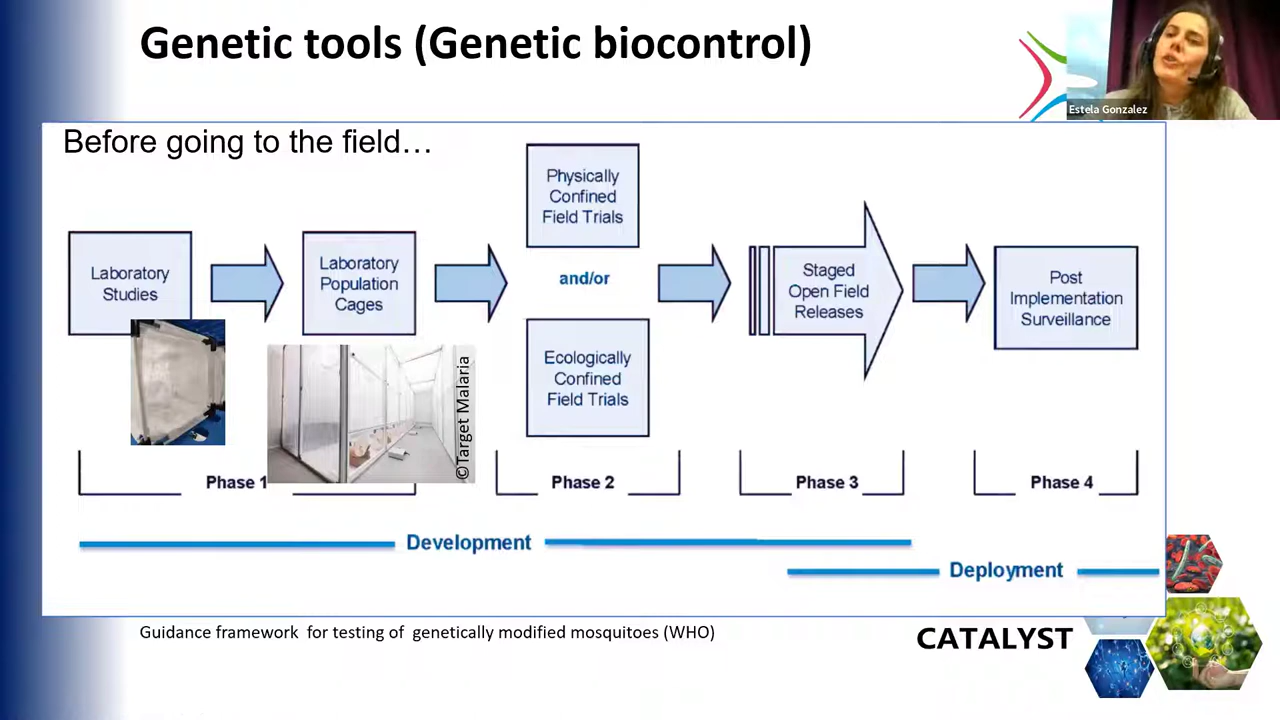 Genetic tools (Genetic biocontrol)
Estela Gonzalez
Before going to the field…
Laboratory
Studies
Laboratory
Population
Cages
Physically
Confined
Field Trials
and/or
Ecologically
Confined
Field Trials
Staged
Open Field
Releases
Post
Implementation
Surveillance
©Target Malaria
Phase 1
Phase 2
Phase 3
Phase 4
Development
Deployment
Guidance framework for testing of genetically modified mosquitoes (WHO)
CATALYST